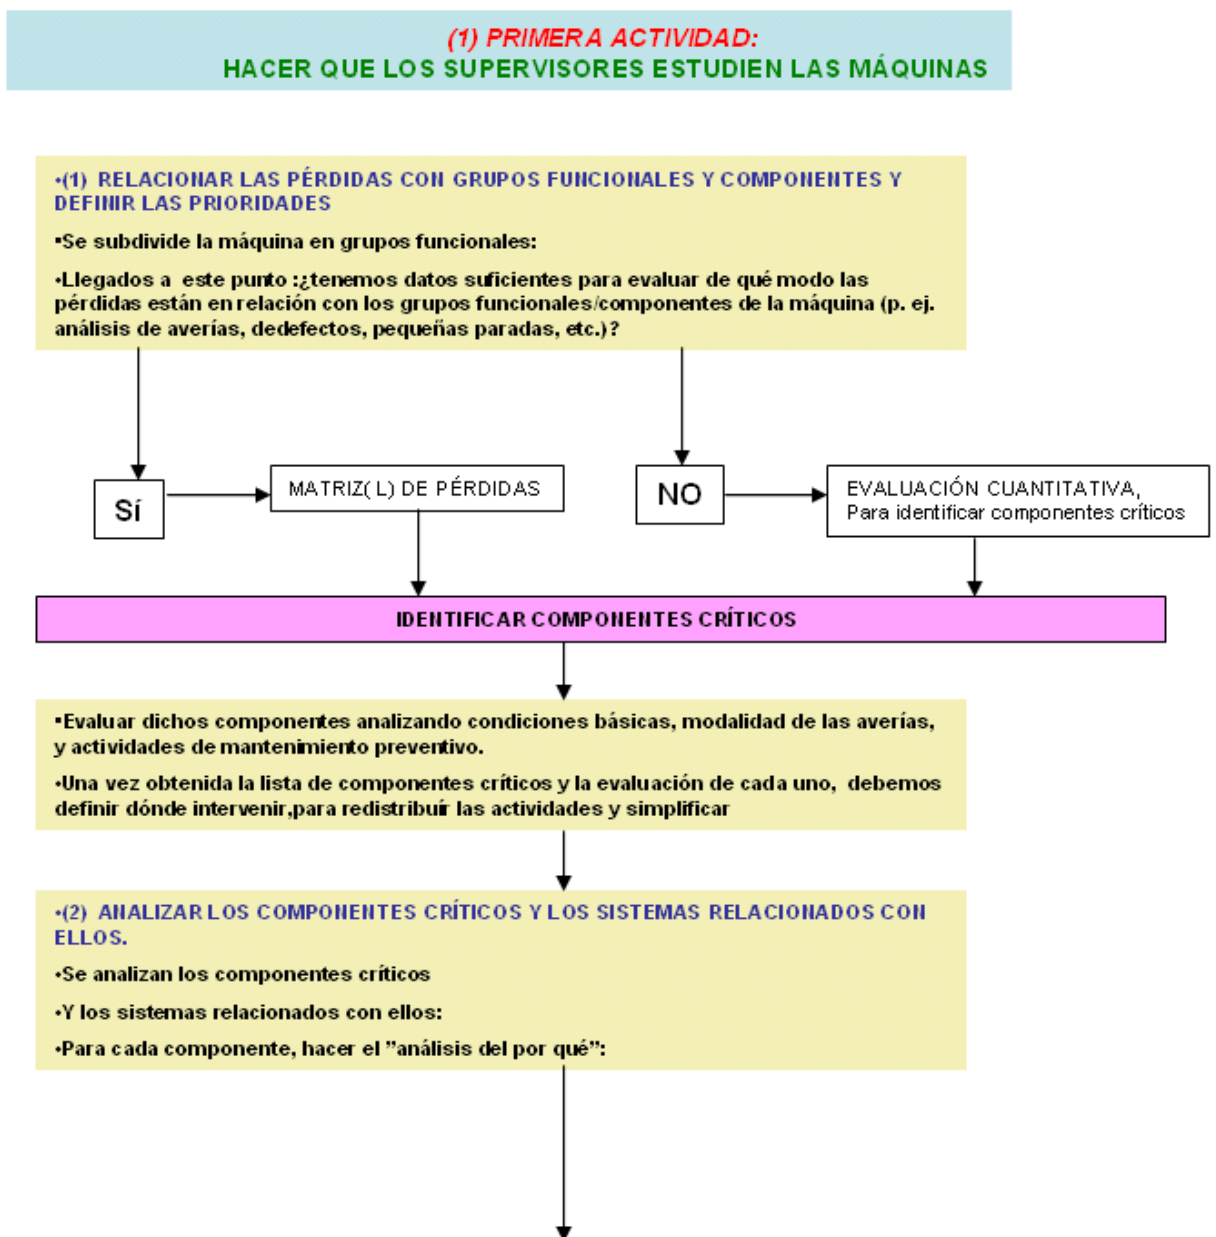 (1) PRIMERA ACTIVIDAD:
HACER QUE LOS SUPERVISORES ESTUDIEN LAS MÁQUINAS
•(1) RELACIONAR LAS PÉRDIDAS CON GRUPOS FUNCIONALES Y COMPONENTES Y
DEFINIR LAS PRIORIDADES
▪Se subdivide la máquina en grupos funcionales:
•Llegados a este punto :¿tenemos datos suficientes para evaluar de qué modo las
pérdidas están en relación con los grupos funcionales/componentes de la máquina (p. ej.
análisis de averías, dedefectos, pequeñas paradas, etc.)?
Sí
MATRIZ( L) DE PÉRDIDAS
NO
EVALUACIÓN CUANTITATIVA,
Para identificar componentes críticos
IDENTIFICAR COMPONENTES CRÍTICOS
▪Evaluar dichos componentes analizando condiciones básicas, modalidad de las averías,
y actividades de mantenimiento preventivo.
•Una vez obtenida la lista de componentes críticos y la evaluación de cada uno, debemos
definir dónde intervenir,para redistribuír las actividades y simplificar
•(2) ANALIZAR LOS COMPONENTES CRÍTICOS Y LOS SISTEMAS RELACIONADOS CON
ELLOS.
•Se analizan los componentes críticos
•Y los sistemas relacionados con ellos:
•Para cada componente, hacer el ”análisis del por qué”: